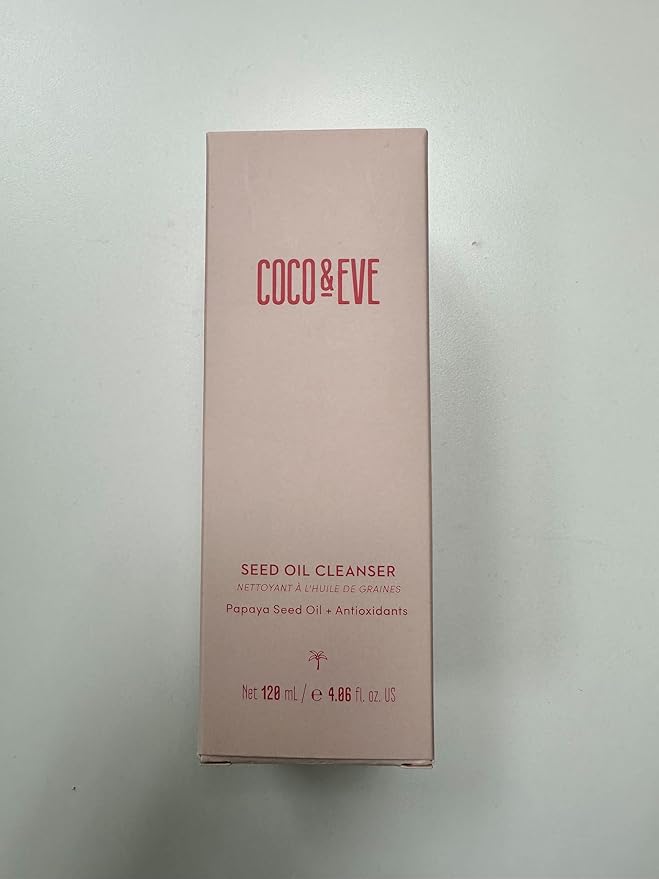 COCO&EVE
SEED OIL CLEANSER
NETTOYANT À L'HUILE DE GRAINES
Papaya Seed Oil + Antioxidants
Net 120 mL / ℮ 4.06 fl. oz. US